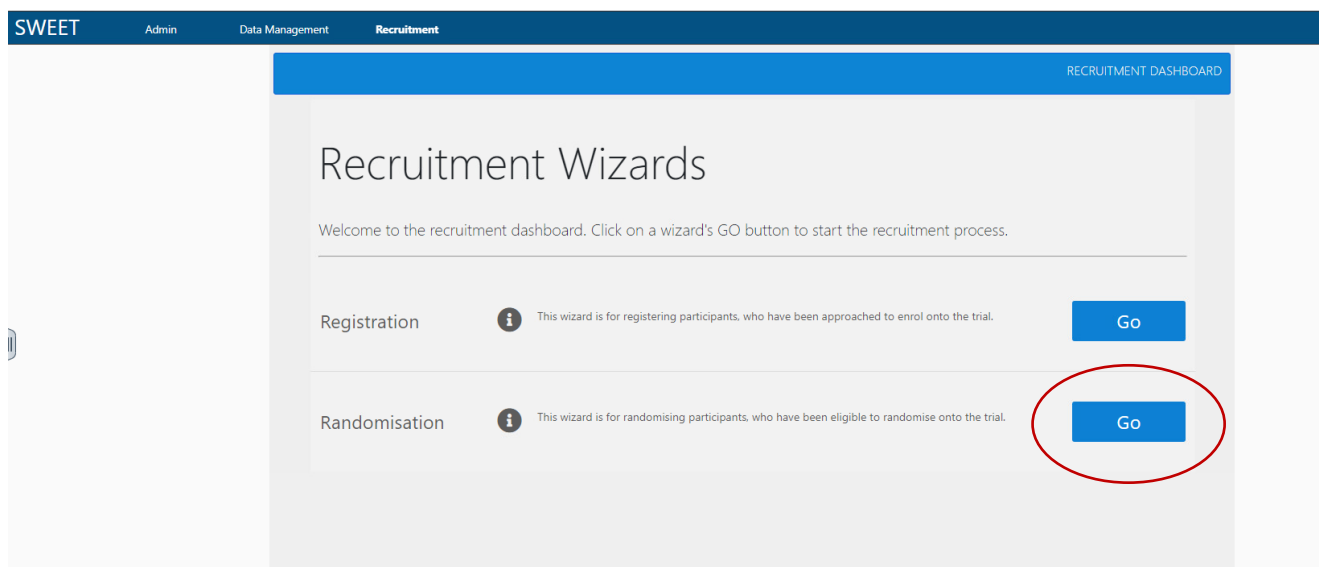 SWEET Admin Data Management Recruitment
RECRUITMENT DASHBOARD
Recruitment Wizards
Welcome to the recruitment dashboard. Click on a wizard's GO button to start the recruitment process.
Registration This wizard is for registering participants, who have been approached to enrol onto the trial. Go
Randomisation This wizard is for randomising participants, who have been eligible to randomise onto the trial. Go